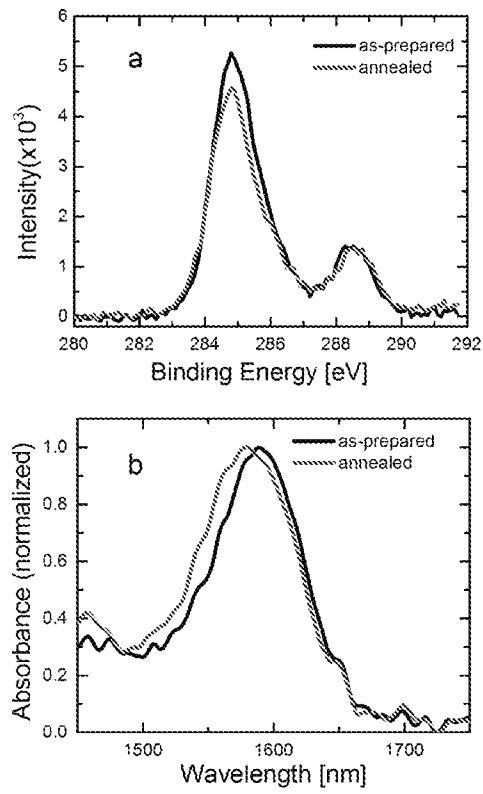 a
as-prepared
annealed
Intensity(x10³)
6
5
4
3
2
1
0
280 282 284 286 288 290 292
Binding Energy [eV]
b
as-prepared
annealed
Absorbance (normalized)
1.0
0.8
0.6
0.4
0.2
0.0
1500 1600 1700
Wavelength [nm]